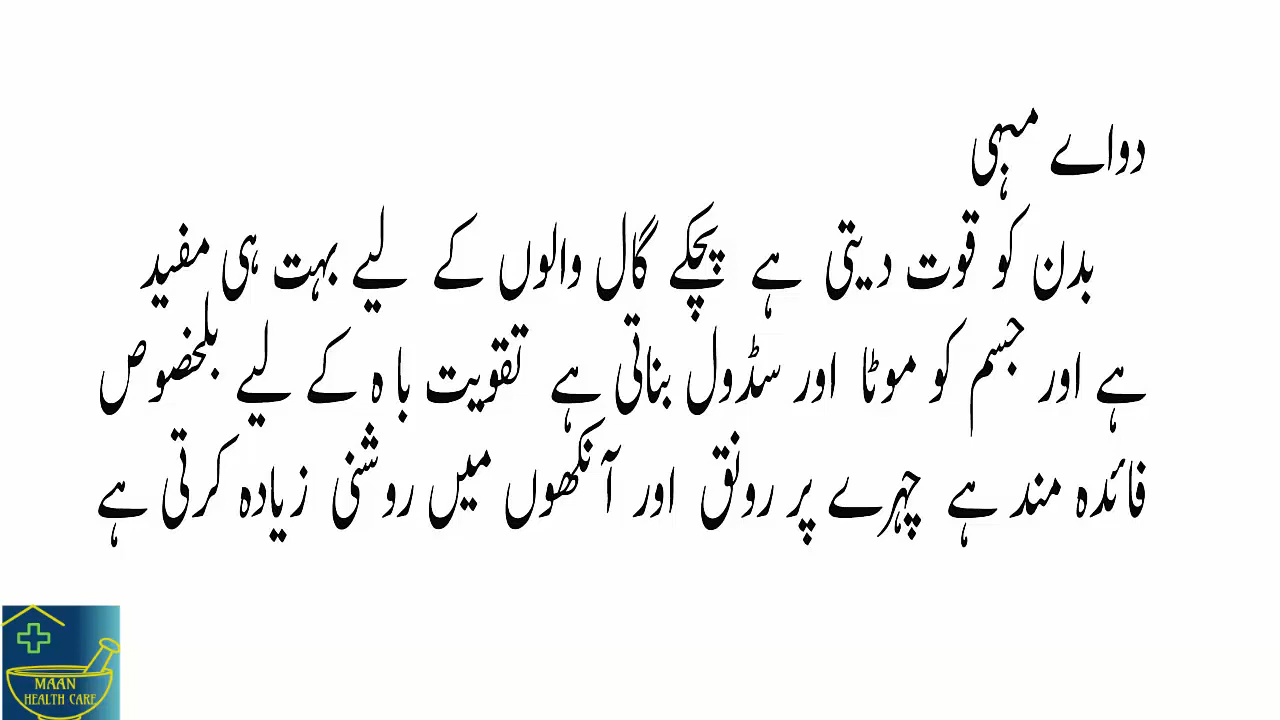 دواے مبہی
بدن کو قوت دیتی ہے پچکے گال والوں کے لیے بہت ہی مفید
ہے اور جسم کو موٹا اور سڈول بناتی ہے تقویت باہ کے لیے بلخصوص
فائدہ مند ہے چہرے پر رونق اور آنکھوں میں روشنی زیادہ کرتی ہے
MAAN
HEALTH CARE